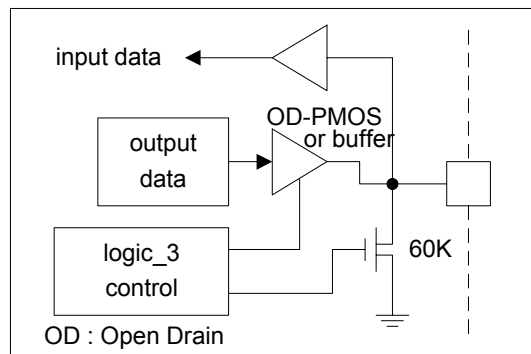 input data
OD-PMOS
or buffer
output
data
logic_3
control
60K
OD : Open Drain